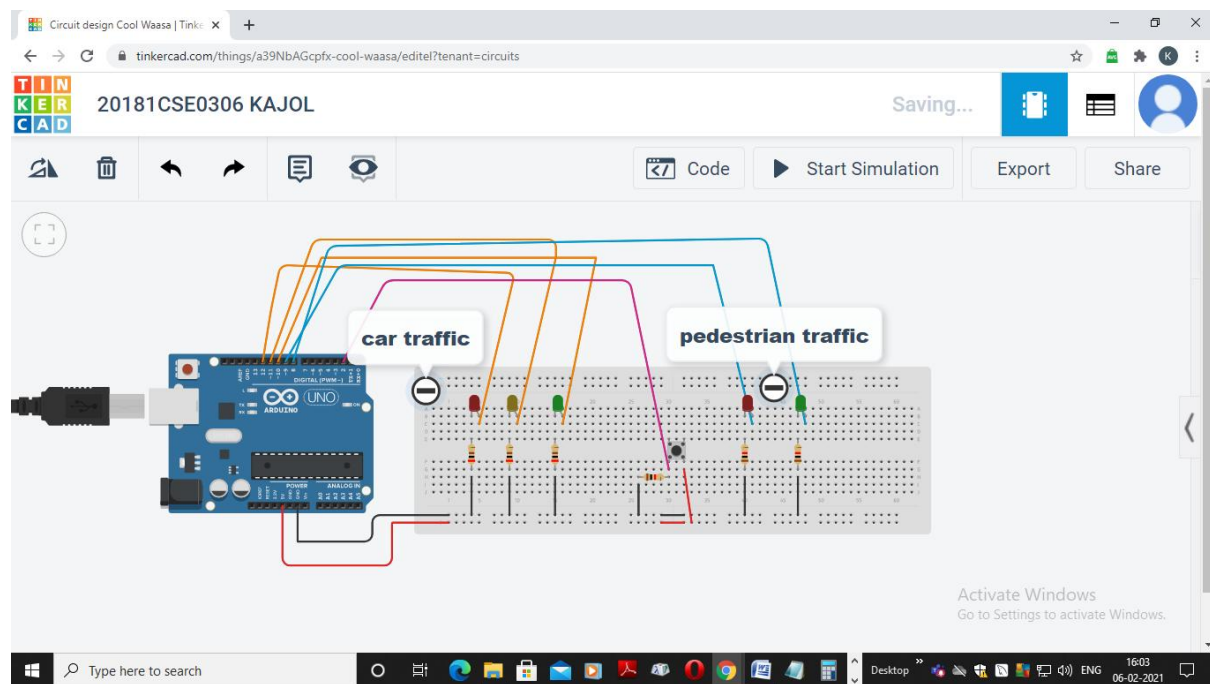 Circuit design Cool Waasa | Tinke
tinkercad.com/things/a39NbAGcpfx-cool-waasa/editel?tenant=circuits
K
TIN
KER
CAD
20181CSE0306 KAJOL
Saving...
Code
Start Simulation
Export
Share
car traffic
pedestrian traffic
DIGITAL (PWM~)
UNO
ARDUINO
ON
POWER
ANALOG IN
Activate Windows
Go to Settings to activate Windows.
Type here to search
Desktop
ENG
16:03
06-02-2021